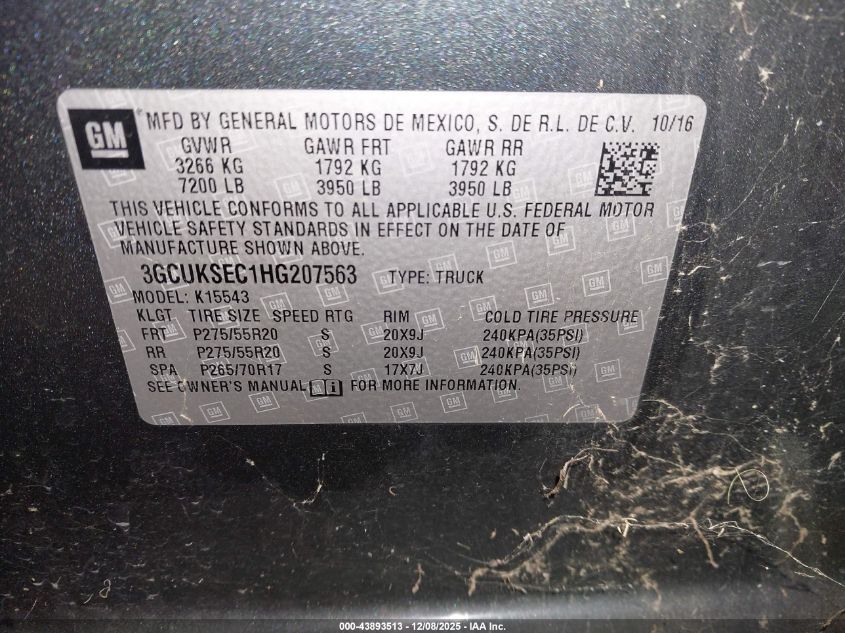 GM MFD BY GENERAL MOTORS DE MEXICO, S. DE R.L. DE C.V. 10/16
GVWR GAWR FRT GAWR RR
3266 KG 1792 KG 1792 KG
7200 LB 3950 LB 3950 LB
THIS VEHICLE CONFORMS TO ALL APPLICABLE U.S. FEDERAL MOTOR
VEHICLE SAFETY STANDARDS IN EFFECT ON THE DATE OF
MANUFACTURE SHOWN ABOVE.
3GCUKSEC1HG207563 TYPE: TRUCK
MODEL: K15543
KLGT TIRE SIZE SPEED RTG RIM COLD TIRE PRESSURE
FRT P275/55R20 S 20X9J 240KPA(35PSI)
RR P275/55R20 S 20X9J 240KPA(35PSI)
SPA P265/70R17 S 17X7J 240KPA(35PSI)
SEE OWNER'S MANUAL i FOR MORE INFORMATION.
000-43893513 - 12/08/2025 - IAA Inc.